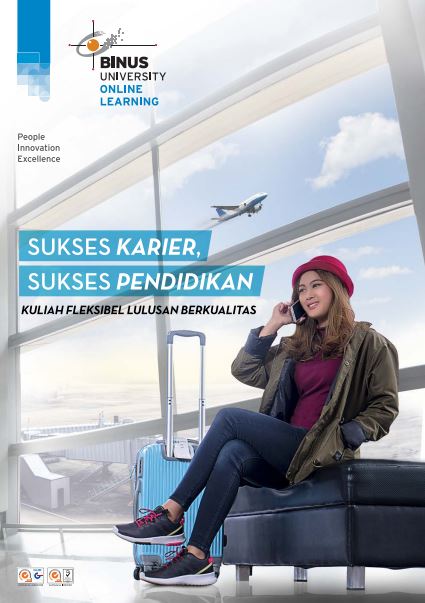 BINUS
UNIVERSITY
ONLINE
LEARNING
People
Innovation
Excellence
SUKSES KARIER,
SUKSES PENDIDIKAN
KULIAH FLEKSIBEL LULUSAN BERKUALITAS